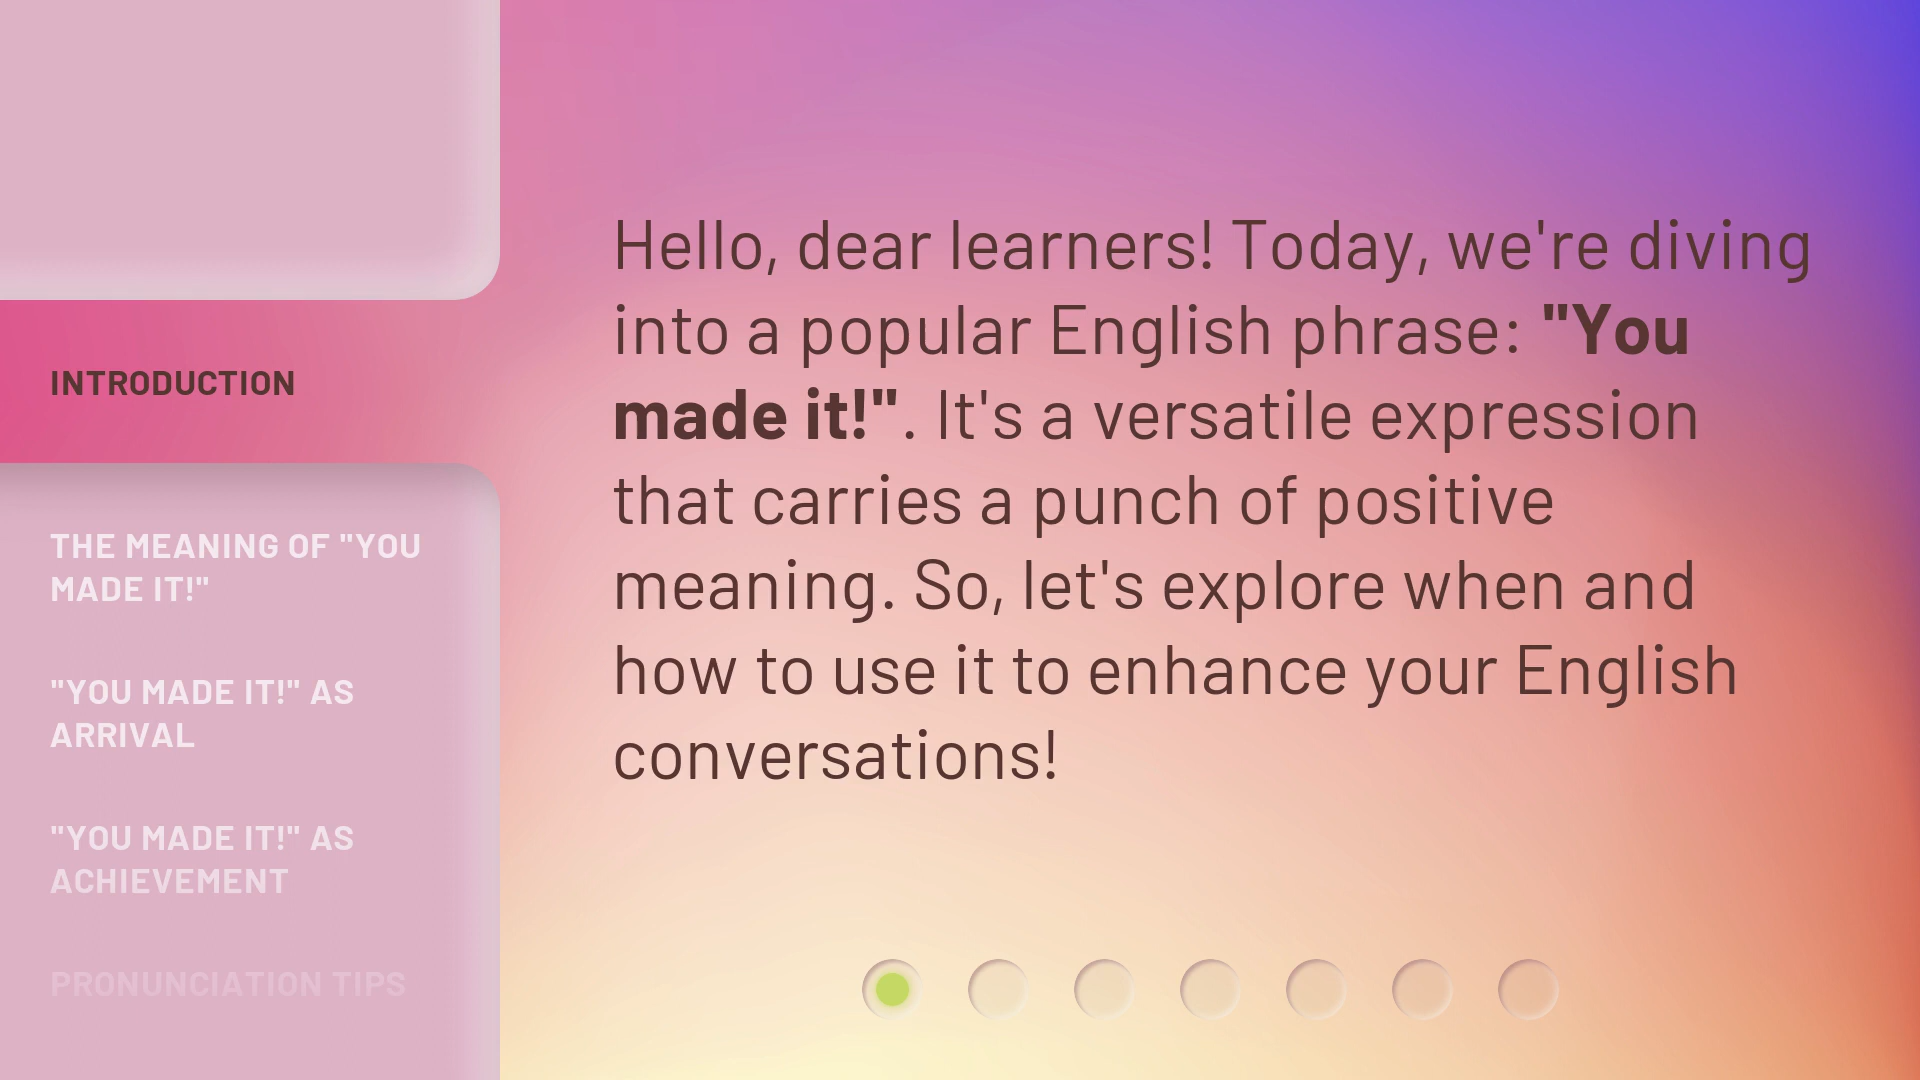 INTRODUCTION
THE MEANING OF "YOU
MADE IT!"
"YOU MADE IT!" AS
ARRIVAL
"YOU MADE IT!" AS
ACHIEVEMENT
PRONUNCIATION TIPS
Hello, dear learners! Today, we're diving
into a popular English phrase: "You
made it!". It's a versatile expression
that carries a punch of positive
meaning. So, let's explore when and
how to use it to enhance your English
conversations!